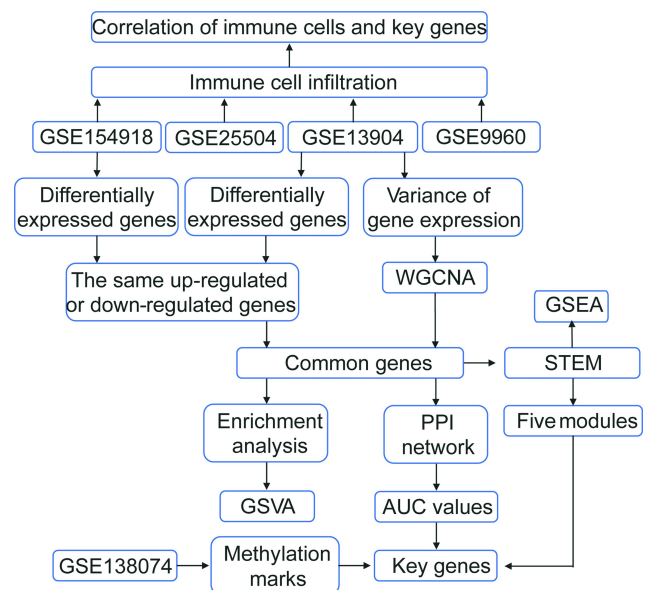 Correlation of immune cells and key genes
Immune cell infiltration
GSE154918
GSE25504
GSE13904
GSE9960
Differentially
expressed genes
Differentially
expressed genes
Variance of
gene expression
The same up-regulated
or down-regulated genes
WGCNA
GSEA
Common genes
STEM
Enrichment
analysis
PPI
network
Five modules
GSVA
AUC values
GSE138074
Methylation
marks
Key genes